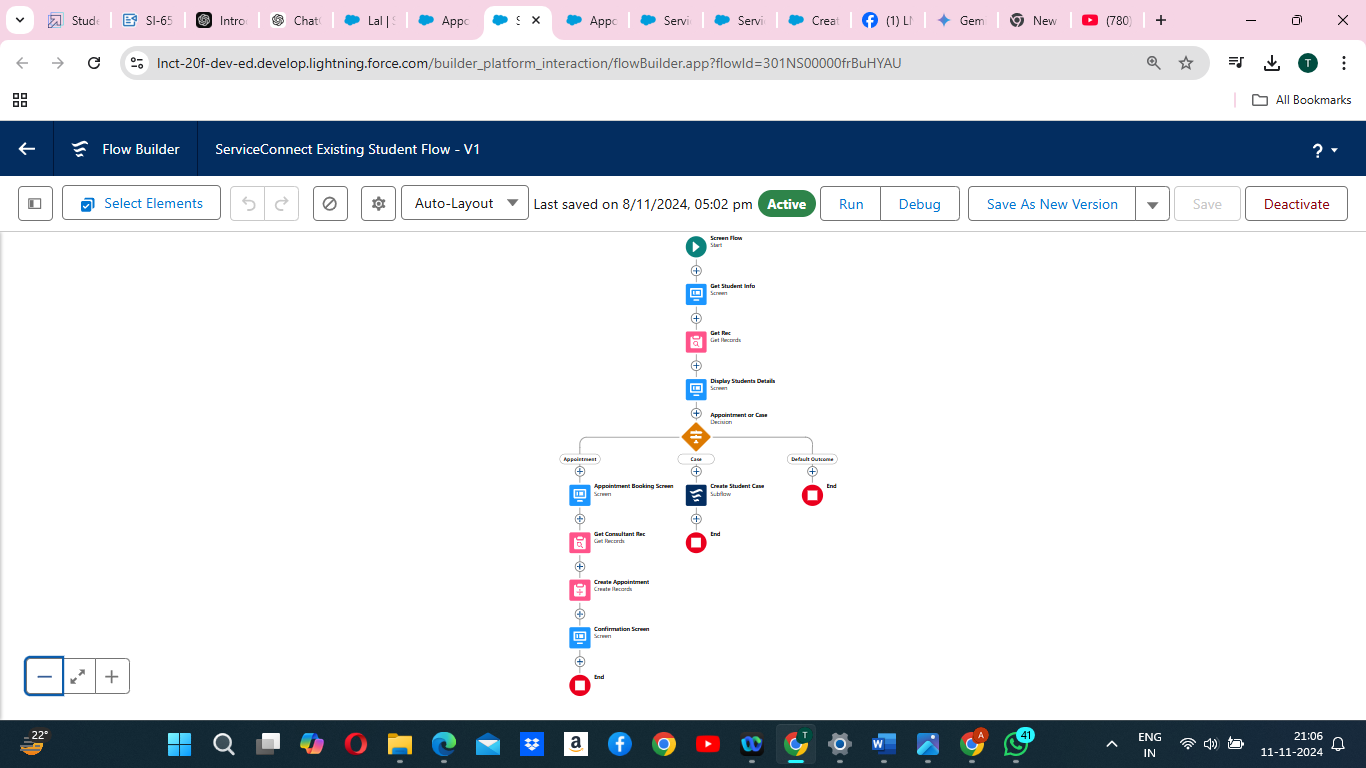 Stude
SI-65
Intro
Chat
Lal | S
Appc
S
Appc
Servi
Servi
Creat
(1) LN
Gem
New
(780)
lnct-20f-dev-ed.develop.lightning.force.com/builder_platform_interaction/flowBuilder.app?flowId=301NS00000frBuHYAU
T
All Bookmarks
Flow Builder
ServiceConnect Existing Student Flow - V1
?
Select Elements
Auto-Layout
Last saved on 8/11/2024, 05:02 pm
Active
Run
Debug
Save As New Version
Save
Deactivate
Screen Flow
Start
Get Student Info
Screen
Get Rec
Get Records
Display Students Details
Screen
Appointment or Case
Decision
Appointment
Case
Default Outcome
Appointment Booking Screen
Screen
Create Student Case
Subflow
End
Get Consultant Rec
Get Records
End
Create Appointment
Create Records
Confirmation Screen
Screen
End
22°
a
W
T
A
41
ENG
IN
21:06
11-11-2024